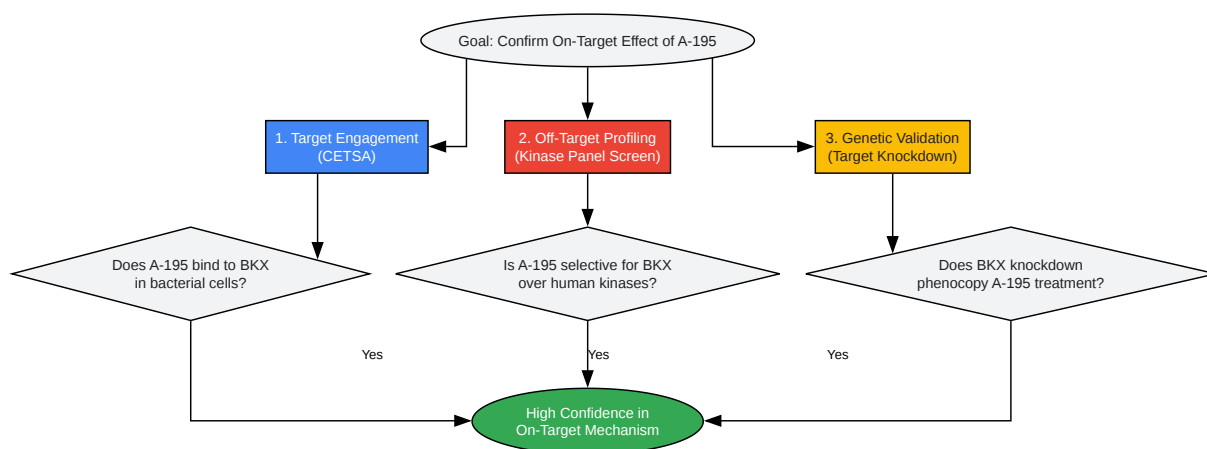 Goal: Confirm On-Target Effect of A-195
1. Target Engagement
(CETSA)
2. Off-Target Profiling
(Kinase Panel Screen)
3. Genetic Validation
(Target Knockdown)
Does A-195 bind to BKX
in bacterial cells?
Is A-195 selective for BKX
over human kinases?
Does BKX knockdown
phenocopy A-195 treatment?
Yes
Yes
Yes
High Confidence in
On-Target Mechanism